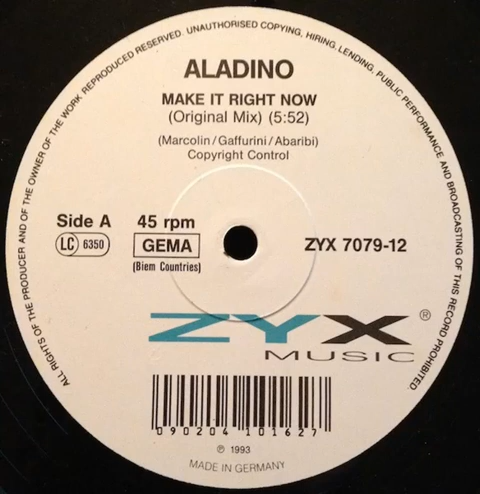 ALL RIGHTS OF THE PRODUCER AND OF THE OWNER OF THE WORK REPRODUCED RESERVED. UNAUTHORISED COPYING, HIRING, LENDING, PUBLIC PERFORMANCE AND BROADCASTING OF THIS RECORD PROHIBITED
ALADINO
MAKE IT RIGHT NOW
(Original Mix) (5:52)
(Marcolin/Gaffurini/Abaribi)
Copyright Control
Side A 45 rpm
LC 6350 GEMA ZYX 7079-12
(Biem Countries)
ZYX ®
MUSIC
090204 101627
℗ 1993
MADE IN GERMANY